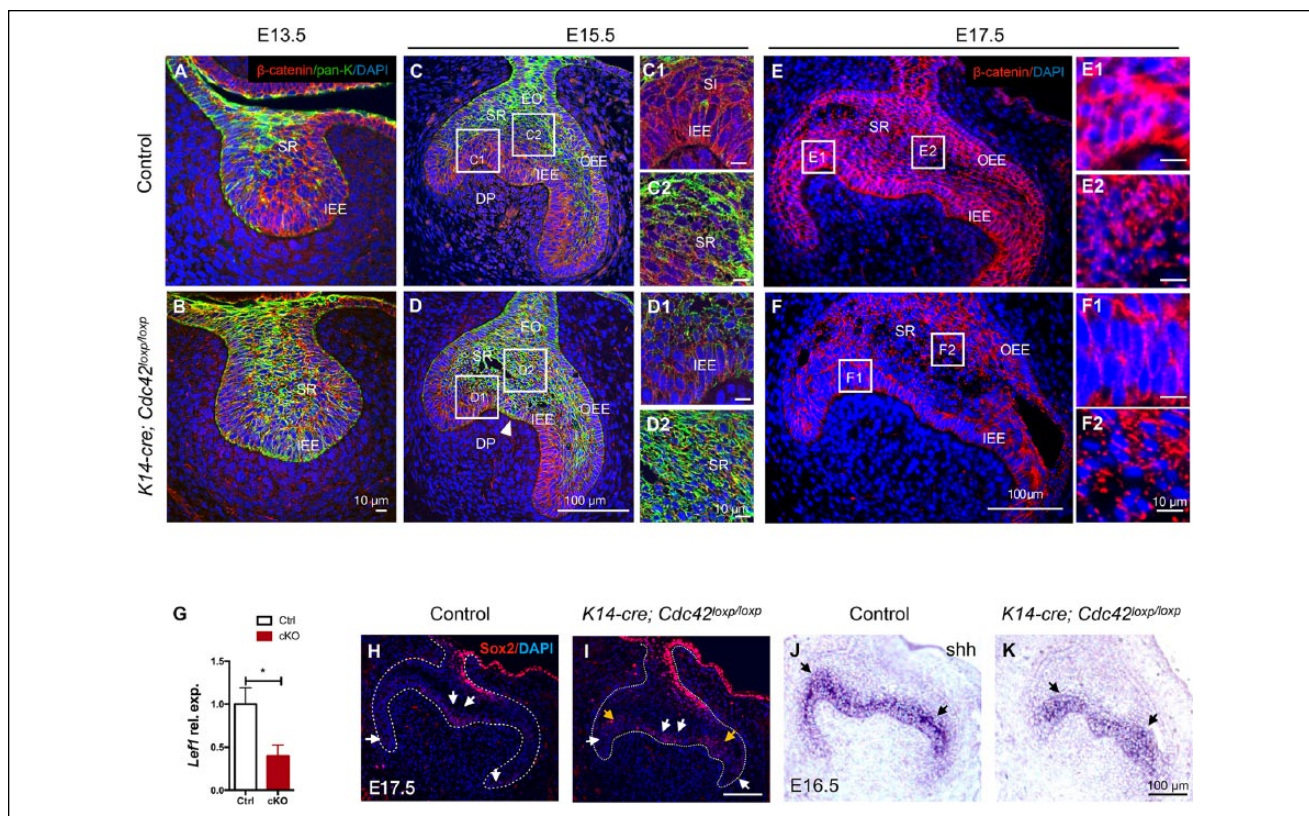 E13.5
E15.5
E17.5
Control
A
β-catenin/pan-K/DAPI
SR
IEE
C
EO
SR
C2
C1
IEE
OEE
DP
C1
SI
IEE
C2
SR
E
β-catenin/DAPI
SR
E1
E2
OEE
IEE
E1
E2
K14-cre; Cdc42loxp/loxp
B
SR
IEE
10 µm
D
EO
SR
D2
D1
IEE
OEE
DP
100 µm
D1
IEE
D2
SR
10 µm
F
SR
F2
OEE
F1
IEE
100µm
F1
F2
10 µm
G
Ctrl
cKO
Left1 rel. exp.
1.5
1.0
0.5
0.0
*
Ctrl
cKO
Control
K14-cre; Cdc42loxp/loxp
Control
K14-cre; Cdc42loxp/loxp
H
Sox2/DAPI
E17.5
I
J
shh
E16.5
K
100 µm